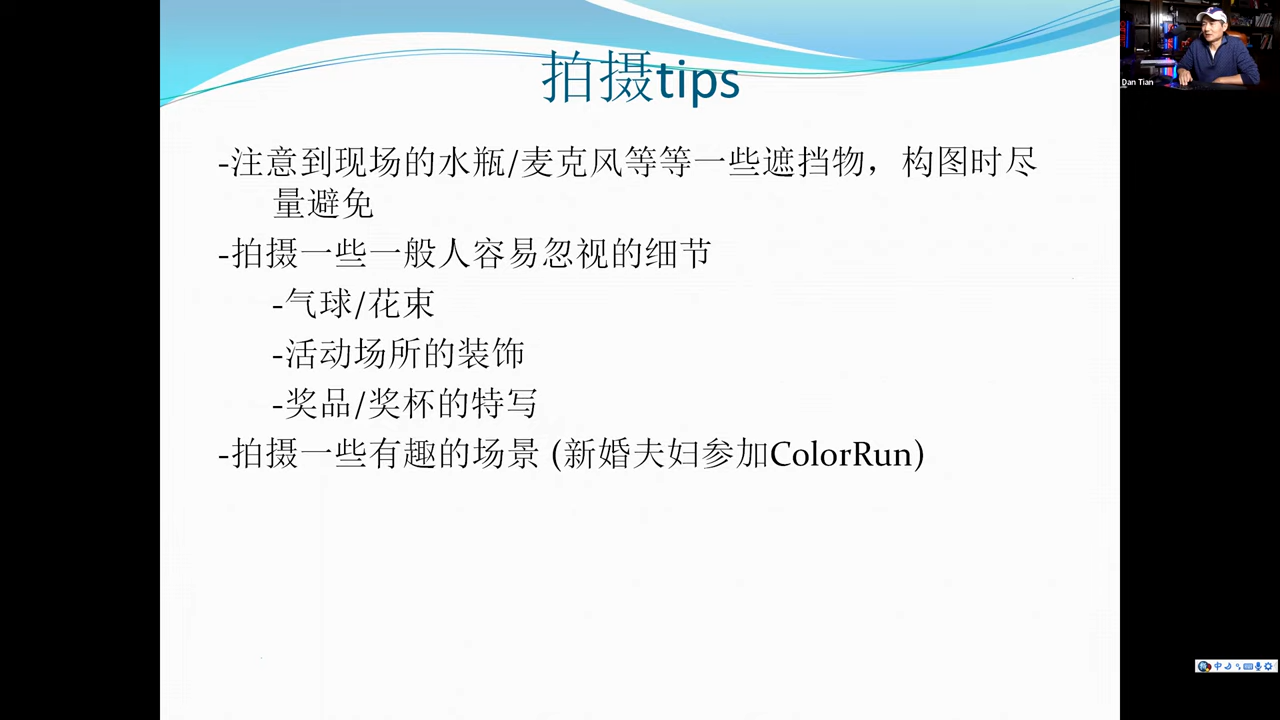 拍摄tips
-注意到现场的水瓶/麦克风等等一些遮挡物，构图时尽
量避免
-拍摄一些一般人容易忽视的细节
-气球/花束
-活动场所的装饰
-奖品/奖杯的特写
-拍摄一些有趣的场景 (新婚夫妇参加ColorRun)
Dan Tian
中